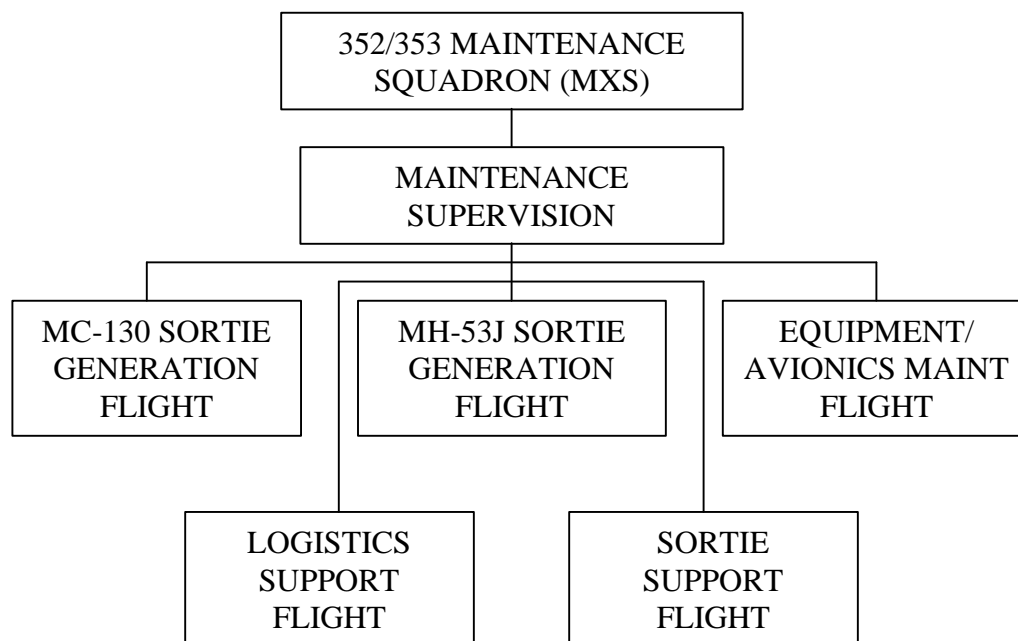 352/353 MAINTENANCE
SQUADRON (MXS)
MAINTENANCE
SUPERVISION
MC-130 SORTIE
GENERATION
FLIGHT
MH-53J SORTIE
GENERATION
FLIGHT
EQUIPMENT/
AVIONICS MAINT
FLIGHT
LOGISTICS
SUPPORT
FLIGHT
SORTIE
SUPPORT
FLIGHT